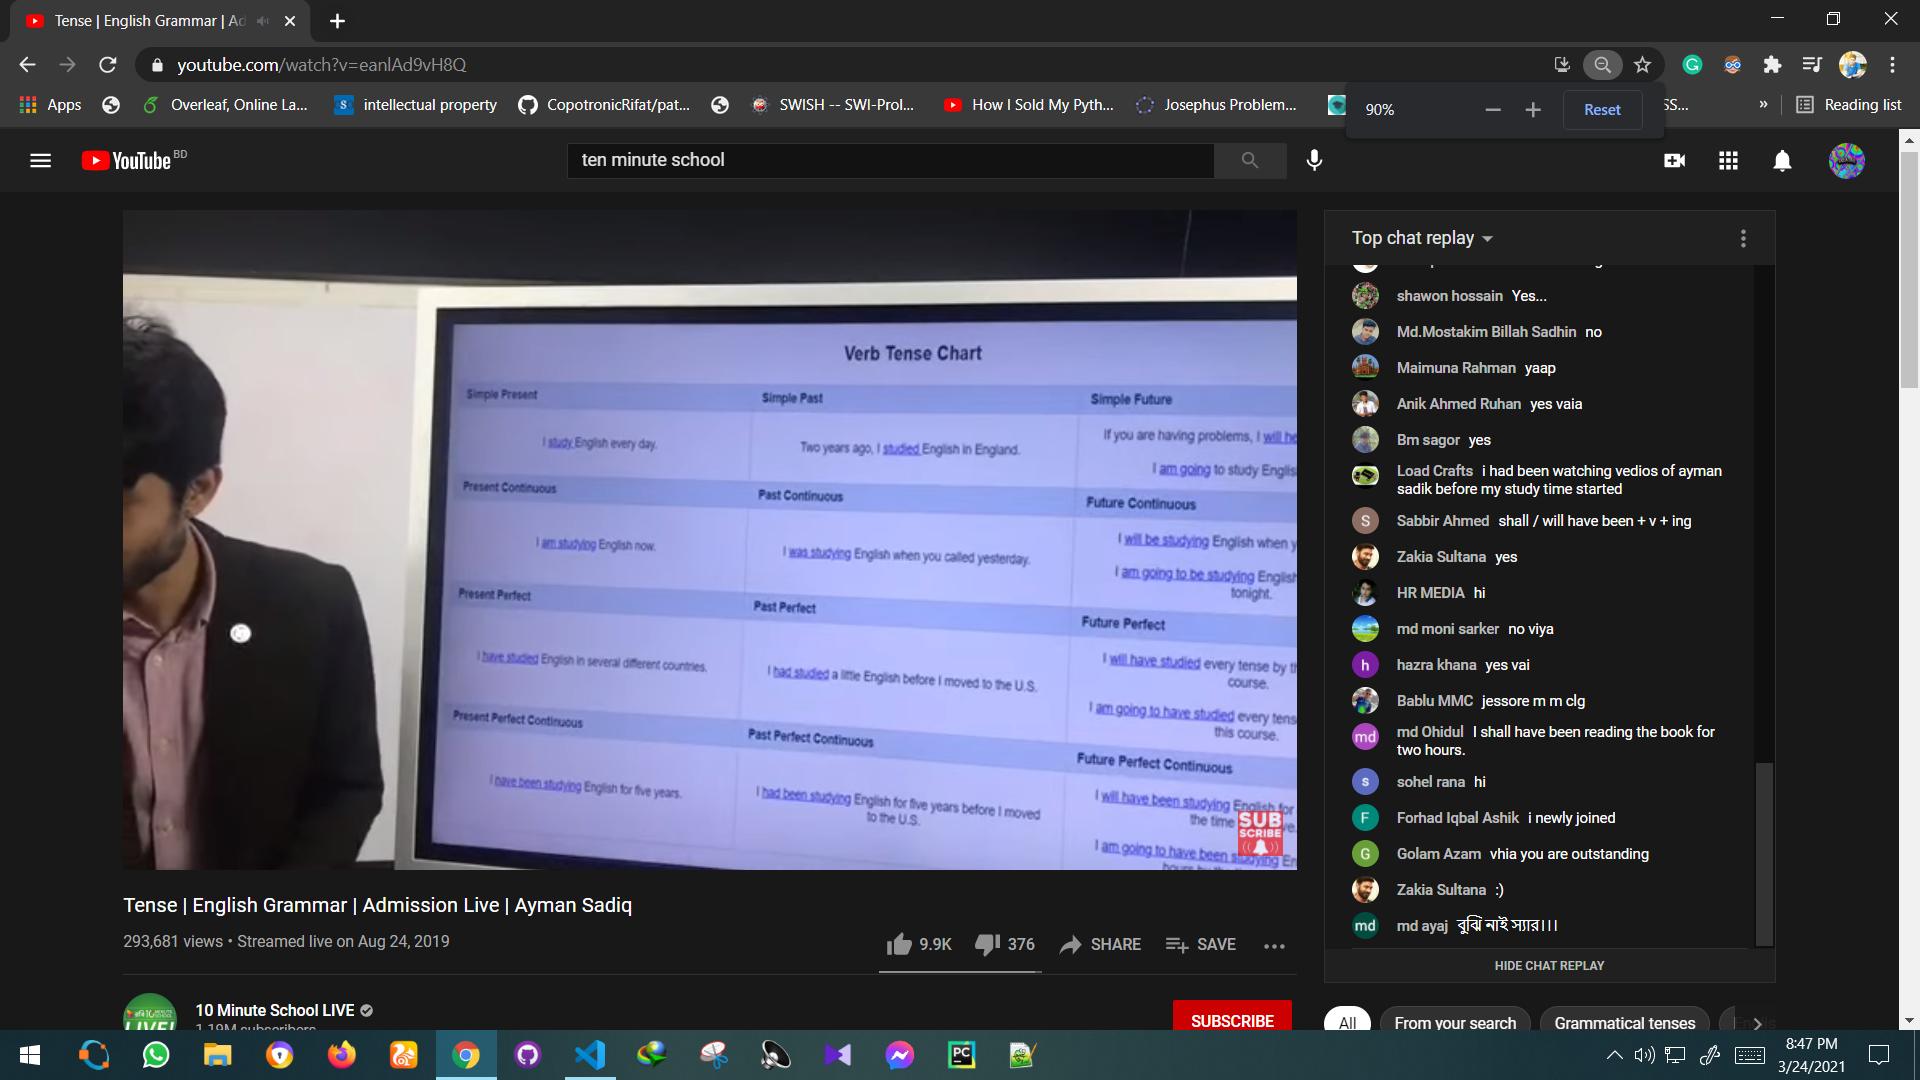 Tense | English Grammar | Ad
youtube.com/watch?v=eanlAd9vH8Q
Apps
Overleaf, Online La...
intellectual property
CopotronicRifat/pat...
SWISH -- SWI-Prol...
How I Sold My Pyth...
Josephus Problem...
SS...
»
Reading list
90%
Reset
YouTube BD
ten minute school
Verb Tense Chart
Simple Present
Simple Past
Simple Future
I study English every day.
Two years ago, I studied English in England.
If you are having problems, I will he
I am going to study Englis
Present Continuous
Past Continuous
Future Continuous
I am studying English now.
I was studying English when you called yesterday.
I will be studying English when y
I am going to be studying English
tonight.
Present Perfect
Past Perfect
Future Perfect
I have studied English in several different countries.
I had studied a little English before I moved to the U.S.
I will have studied every tense by th
course.
I am going to have studied every tens
this course.
Present Perfect Continuous
Past Perfect Continuous
Future Perfect Continuous
I have been studying English for five years.
I had been studying English for five years before I moved
to the U.S.
I will have been studying English for
the time
I am going to have been studying En
SUB
SCRIBE
Top chat replay
shawon hossain Yes...
Md.Mostakim Billah Sadhin no
Maimuna Rahman yaap
Anik Ahmed Ruhan yes vaia
Bm sagor yes
Load Crafts i had been watching vedios of ayman
sadik before my study time started
S Sabbir Ahmed shall / will have been + v + ing
Zakia Sultana yes
HR MEDIA hi
md moni sarker no viya
h hazra khana yes vai
Bablu MMC jessore m m clg
md md Ohidul I shall have been reading the book for
two hours.
s sohel rana hi
F Forhad Iqbal Ashik i newly joined
G Golam Azam vhia you are outstanding
Zakia Sultana :)
md md ayaj বুঝি নাই স্যার।।।
HIDE CHAT REPLAY
Tense | English Grammar | Admission Live | Ayman Sadiq
293,681 views • Streamed live on Aug 24, 2019
9.9K
376
SHARE
SAVE
10 Minute School LIVE
1.19M subscribers
SUBSCRIBE
All
From your search
Grammatical tenses
Englis
8:47 PM
3/24/2021